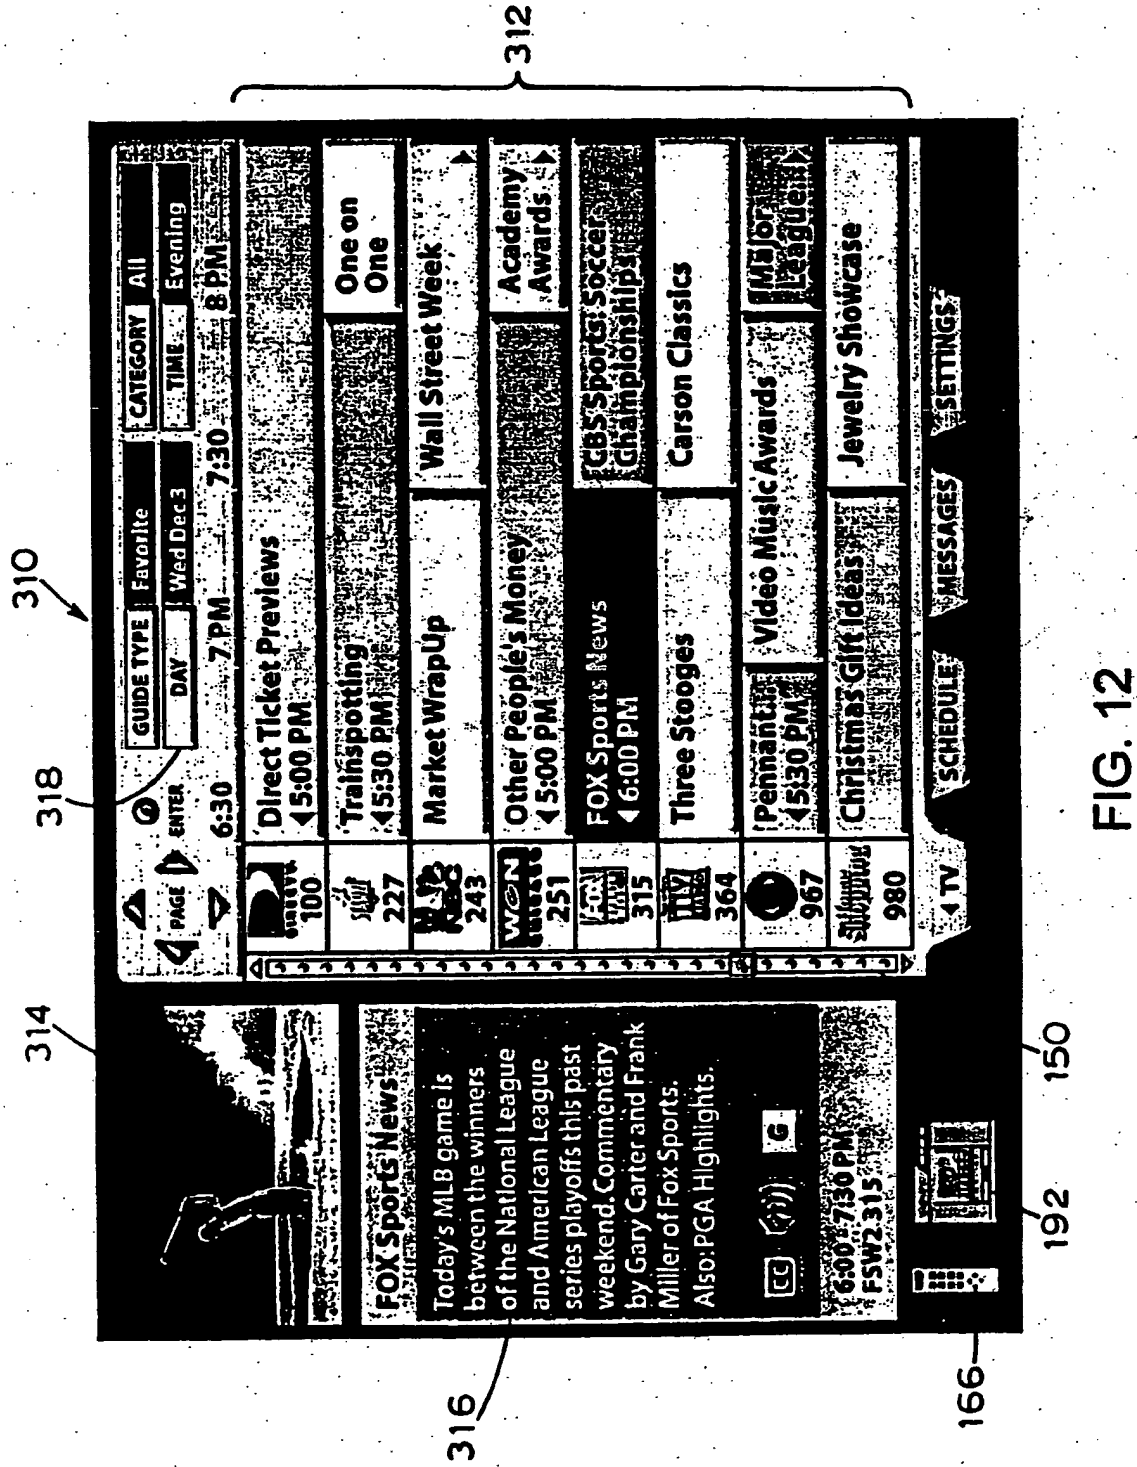 310
314
318
312
PAGE
ENTER
GUIDE TYPE Favorite CATEGORY All
DAY Wed Dec 3 TIME Evening
6:30 7 PM 7:30 8 PM
100 Direct Ticket Previews
5:00 PM
227 Trainspotting One on
5:30 PM One
243 Market WrapUp Wall Street Week
WGN
251 Other People's Money Academy
5:00 PM Awards
315 FOX Sports News CBS Sports: Soccer
6:00 PM Championships
364 Three Stooges Carson Classics
967 Pennant Video Music Awards Major
5:30 PM League
980 Christmas Gift Ideas Jewelry Showcase
FOX Sports News
Today's MLB game is
between the winners
of the National League
and American League
series playoffs this past
weekend. Commentary
by Gary Carter and Frank
Miller of Fox Sports.
Also: PGA Highlights.
CC G
6:00 - 7:30 PM
FSW2 315
TV SCHEDULE MESSAGES SETTINGS
316
166
192
150
FIG. 12